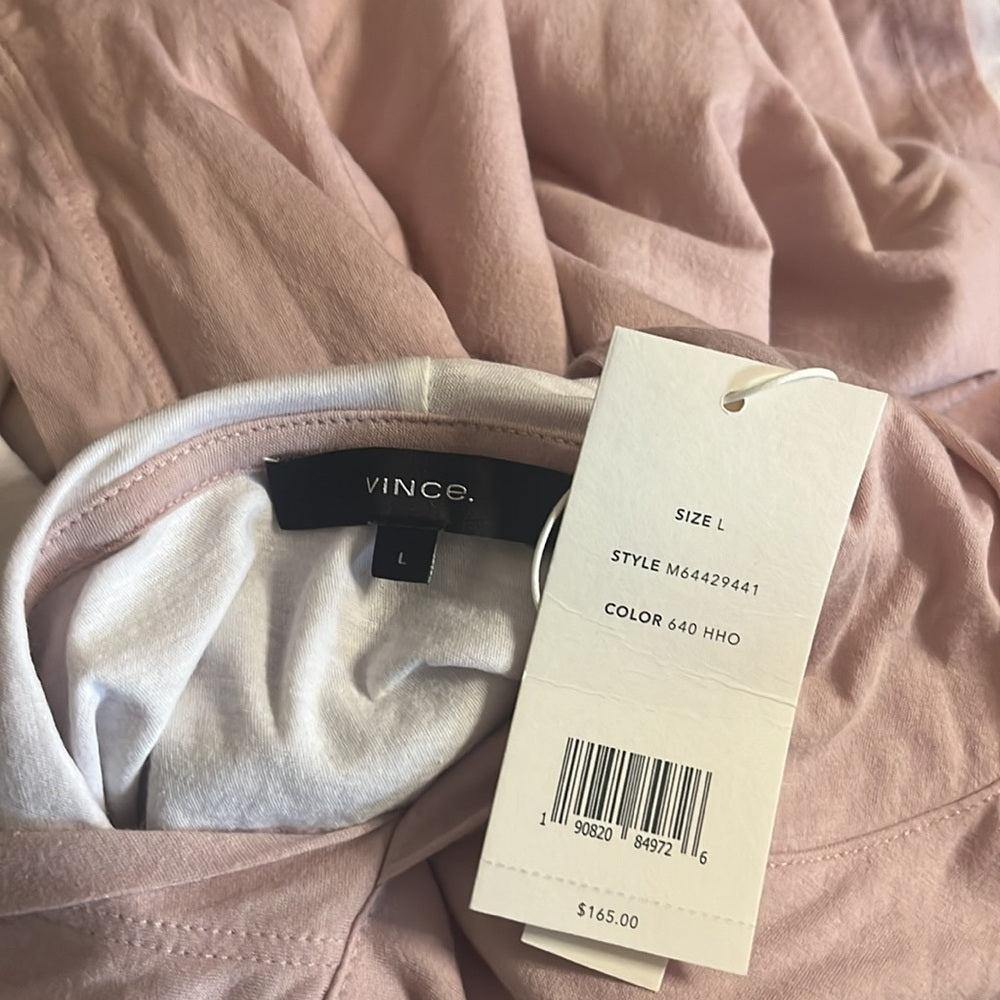 VINCE.
L
SIZE L
STYLE M64429441
COLOR 640 HHO
1 90820 84972 6
$165.00